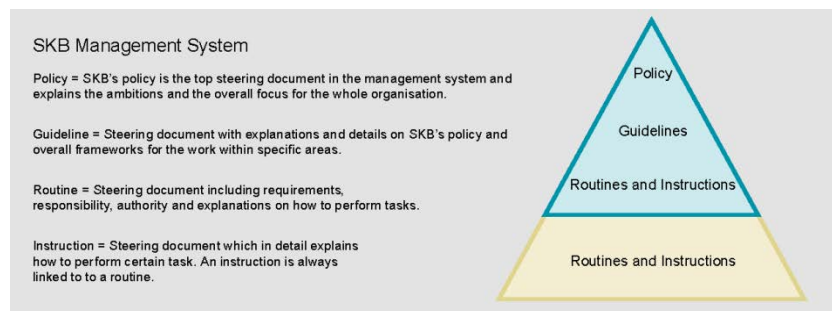 SKB Management System
Policy = SKB's policy is the top steering document in the management system and
explains the ambitions and the overall focus for the whole organisation.
Guideline = Steering document with explanations and details on SKB's policy and
overall frameworks for the work within specific areas.
Routine = Steering document including requirements,
responsibility, authority and explanations on how to perform tasks.
Instruction = Steering document which in detail explains
how to perform certain task. An instruction is always
linked to to a routine.
Policy
Guidelines
Routines and Instructions
Routines and Instructions